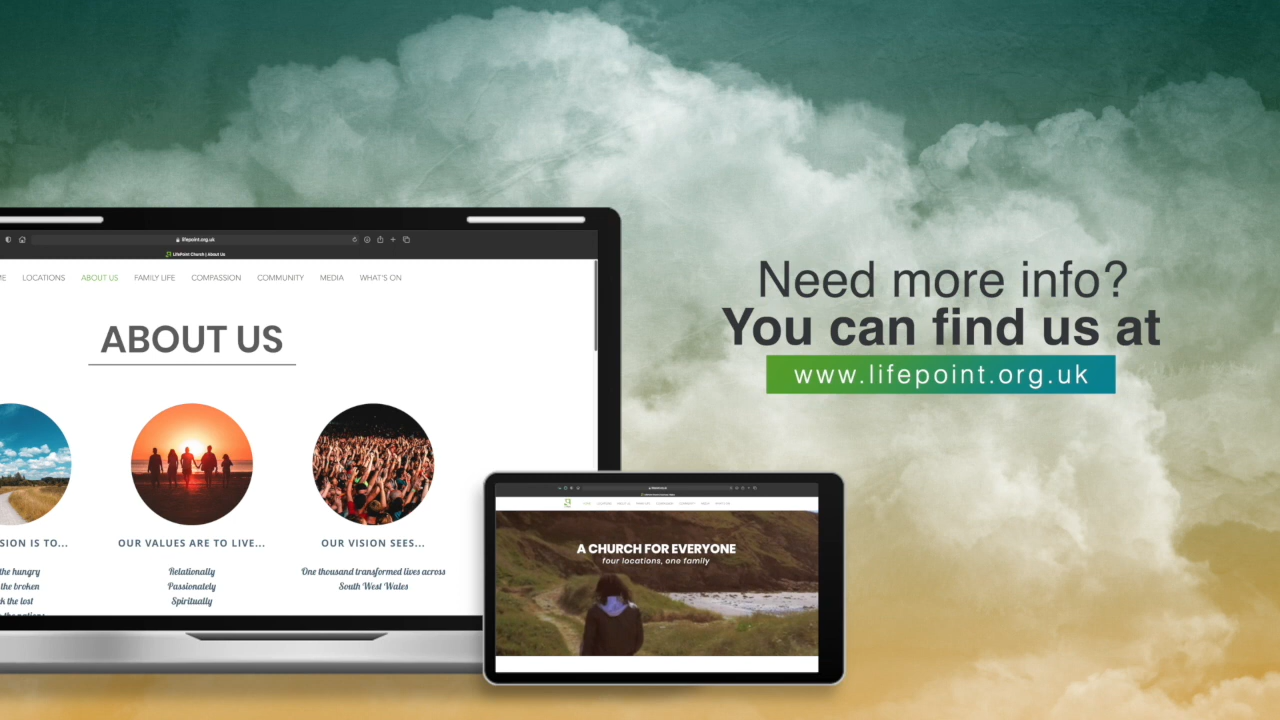 lifepoint.org.uk
LifePoint Church | About Us
LOCATIONS ABOUT US FAMILY LIFE COMPASSION COMMUNITY MEDIA WHAT'S ON
ABOUT US
SION IS TO... OUR VALUES ARE TO LIVE... OUR VISION SEES...
the hungry Relationally One thousand transformed lives across
the broken Passionately South West Wales
k the lost Spiritually
Need more info?
You can find us at
www.lifepoint.org.uk
A CHURCH FOR EVERYONE
four locations, one family